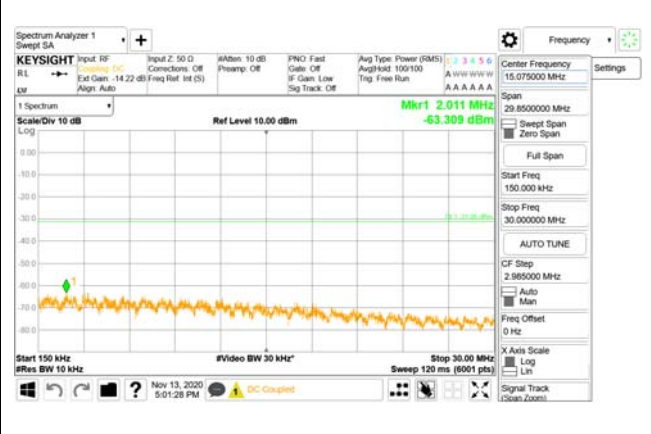 Spectrum Analyzer 1
Swept SA
+
Frequency
KEYSIGHT
RL
Input: RF
Coupling: DC
Ext Gain: -14.22 dB
Align: Auto
Input Z: 50 Ω
Corrections: Off
Freq Ref: Int (S)
#Atten: 10 dB
Preamp: Off
PNO: Fast
Gate: Off
IF Gain: Low
Sig Track: Off
Avg Type: Power (RMS)
Avg|Hold: 100/100
Trig: Free Run
1 2 3 4 5 6
A W W W W W
A A A A A A
1 Spectrum
Scale/Div 10 dB
Ref Level 10.00 dBm
Mkr1 2.011 MHz
-63.309 dBm
Log
0.00
-10.0
-20.0
-30.0
-40.0
-50.0
-60.0
-70.0
-80.0
1
Start 150 kHz
#Res BW 10 kHz
#Video BW 30 kHz*
Stop 30.00 MHz
Sweep 120 ms (6001 pts)
?
Nov 13, 2020
5:01:28 PM
DC Coupled
Settings
Center Frequency
15.075000 MHz
Span
29.8500000 MHz
Swept Span
Zero Span
Full Span
Start Freq
150.000 kHz
Stop Freq
30.000000 MHz
AUTO TUNE
CF Step
2.985000 MHz
Auto
Man
Freq Offset
0 Hz
X Axis Scale
Log
Lin
Signal Track
(Span Zoom)